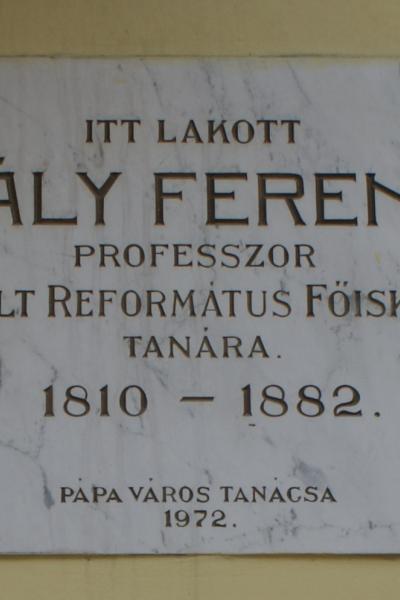 ITT LAKOTT
ÁLY FEREN
PROFESSZOR
LT REFORMÁTUS FŐISK
TANÁRA.
1810 – 1882.
PÁPA VÁROS TANÁCSA
1972.